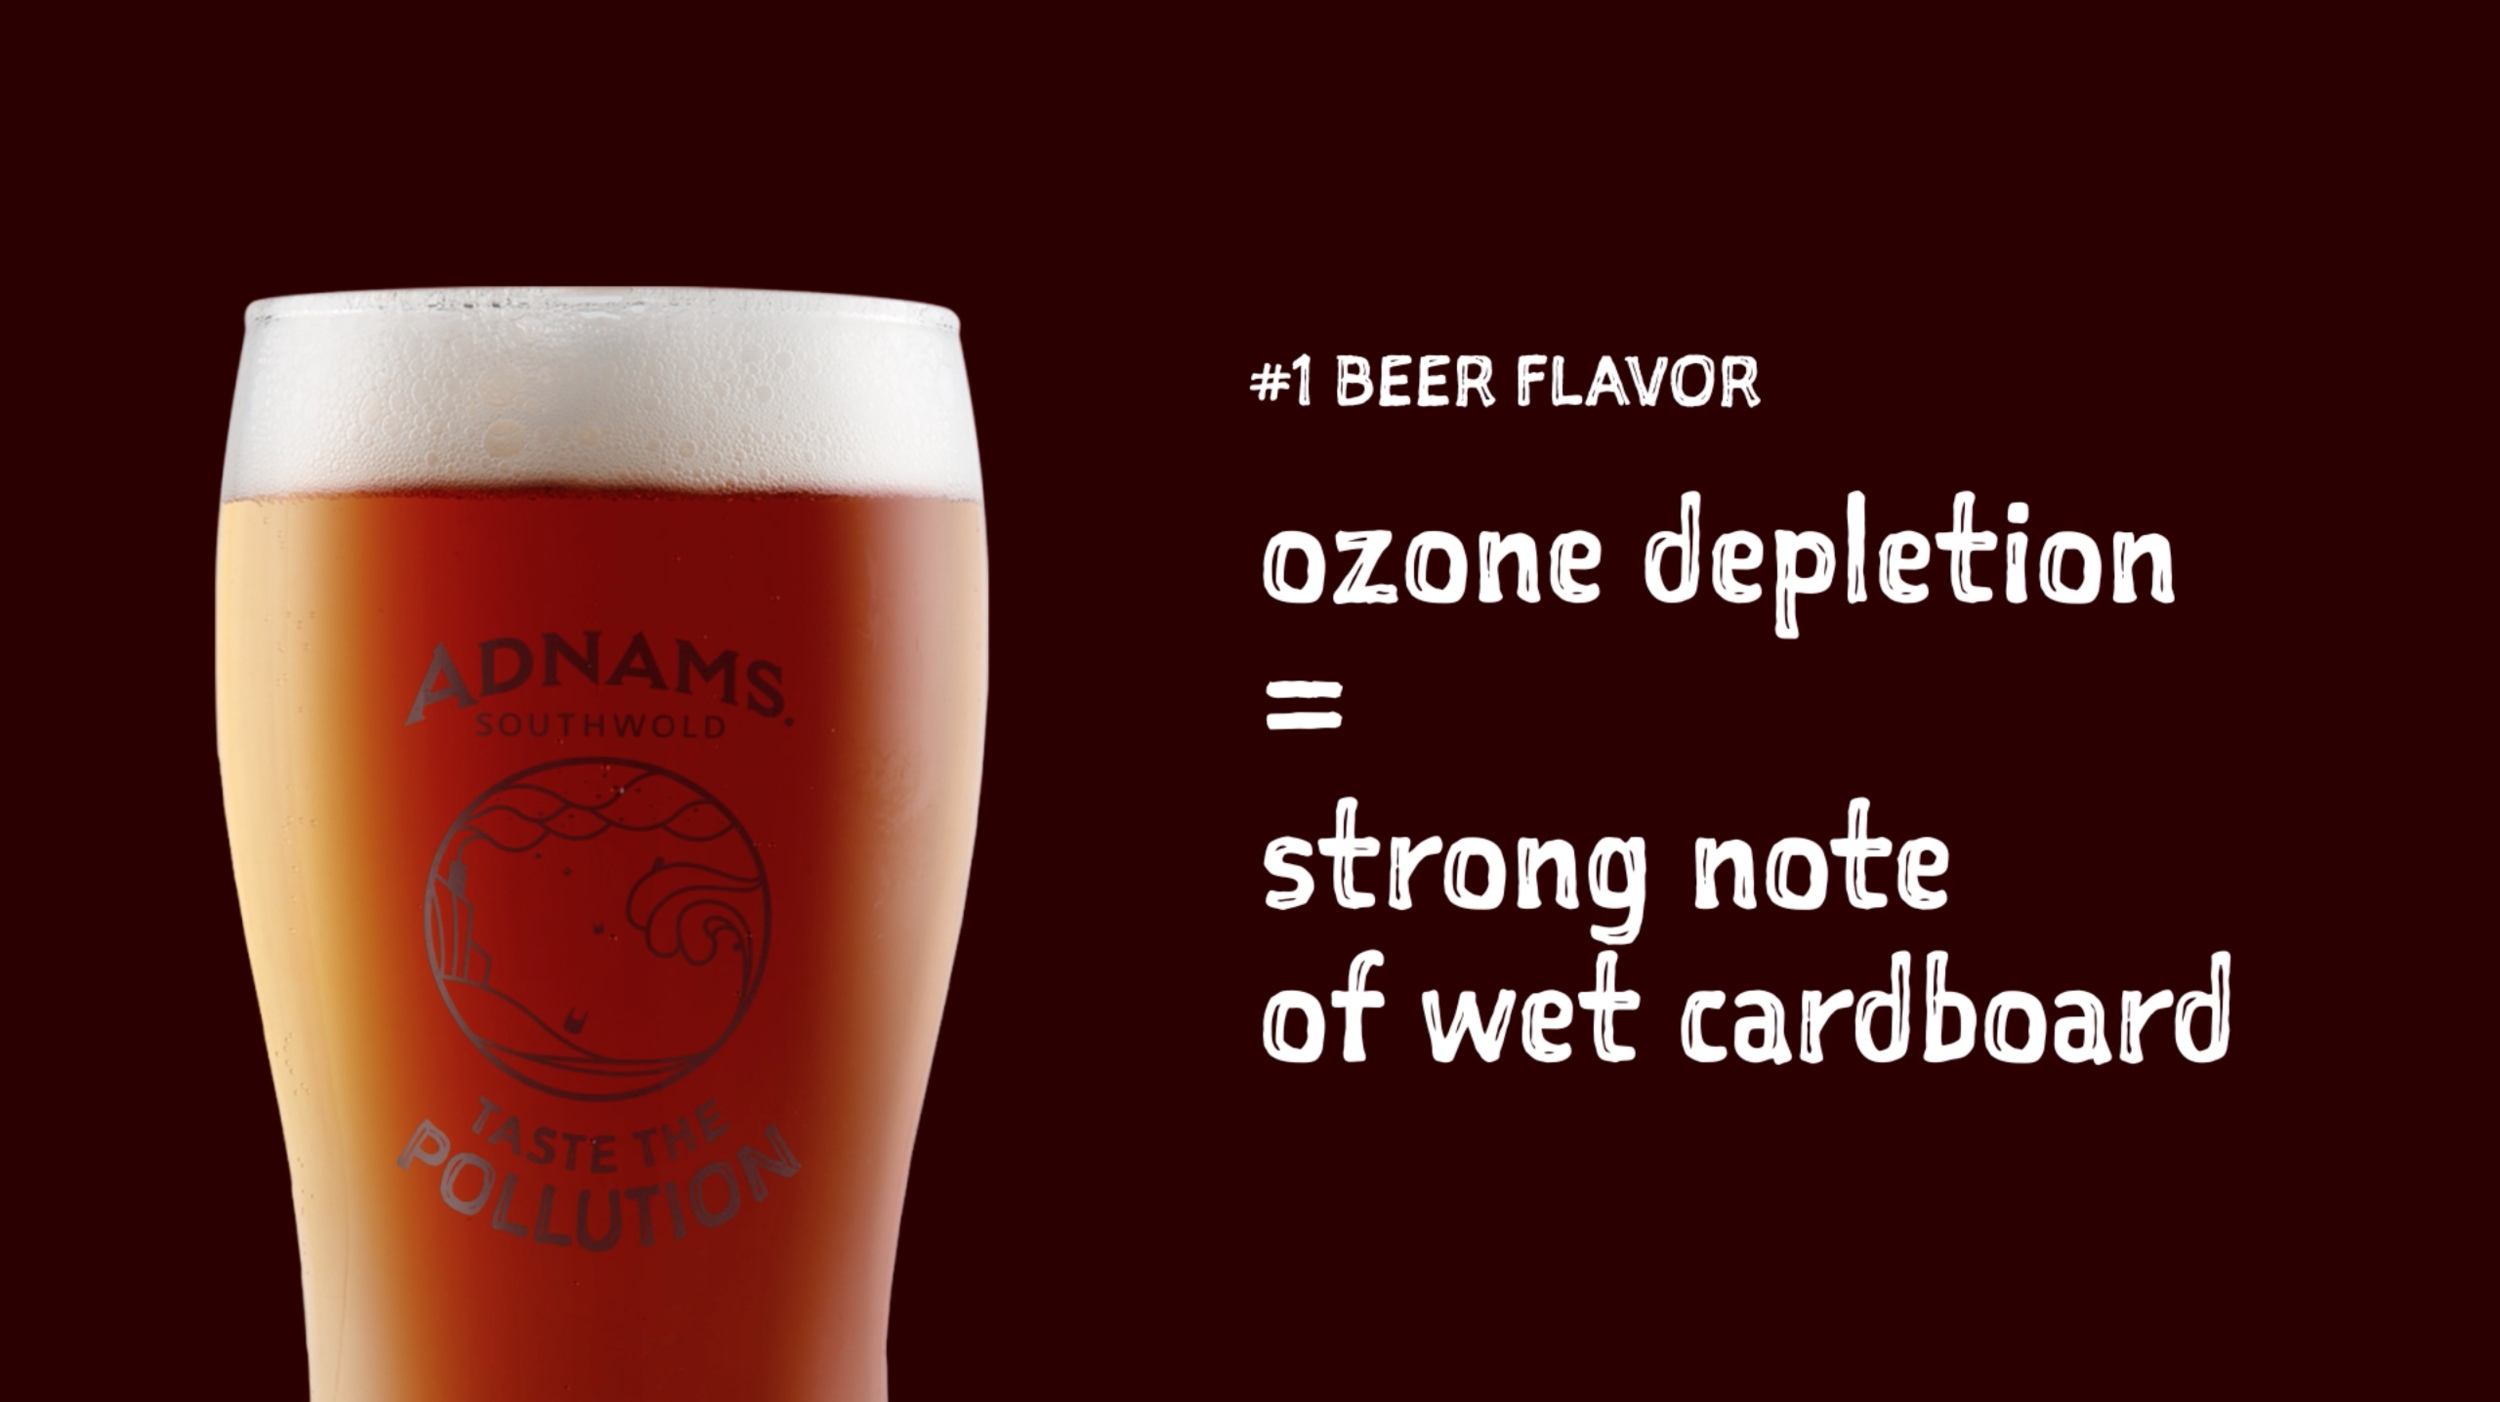 ADNAMS.
SOUTHWOLD
TASTE THE
POLLUTION
#1 BEER FLAVOR
ozone depletion
=
strong note
of wet cardboard